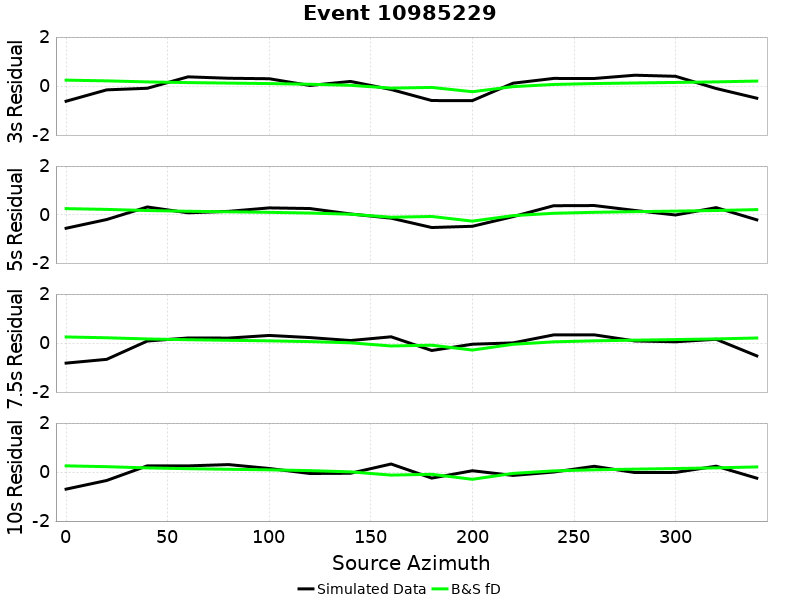 Event 10985229
3s Residual
2
0
-2
5s Residual
2
0
-2
7.5s Residual
2
0
-2
10s Residual
2
0
-2
0 50 100 150 200 250 300
Source Azimuth
Simulated Data B&S fD